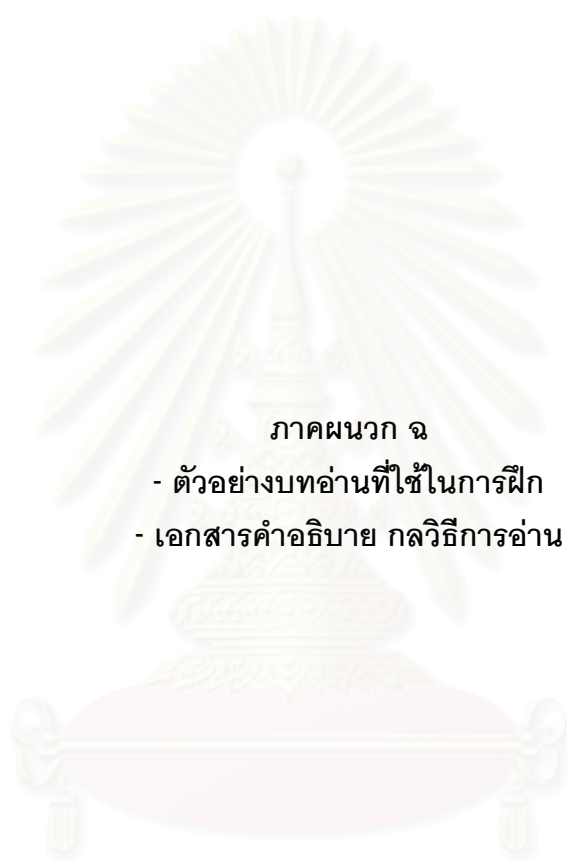 ภาคผนวก ฉ
- ตัวอย่างบทอ่านที่ใช้ในการฝึก
- เอกสารคำอธิบาย กลวิธีการอ่าน